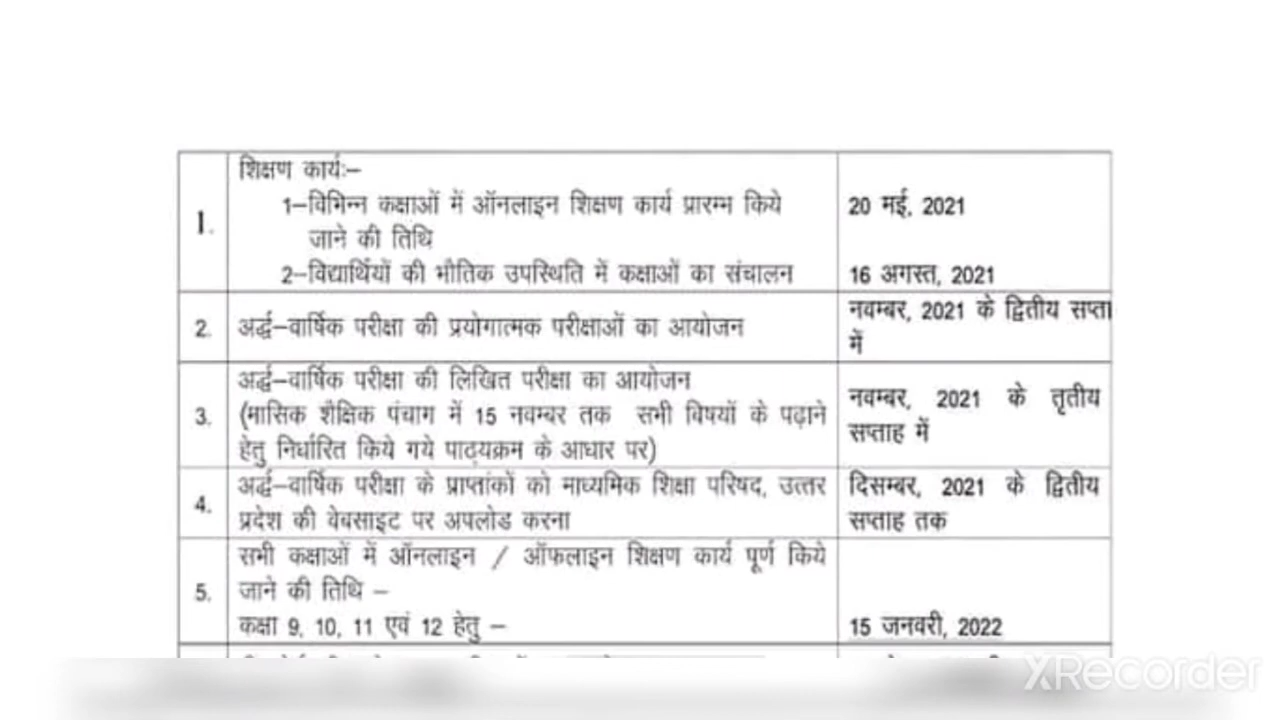 1.
शिक्षण कार्यः–
1–विभिन्न कक्षाओं में ऑनलाइन शिक्षण कार्य प्रारम्भ किये
20 मई, 2021
जाने की तिथि
2–विद्यार्थियों की भौतिक उपस्थिति में कक्षाओं का संचालन
16 अगस्त, 2021
2.
अर्द्ध–वार्षिक परीक्षा की प्रयोगात्मक परीक्षाओं का आयोजन
नवम्बर, 2021 के द्वितीय सप्ता
में
3.
अर्द्ध–वार्षिक परीक्षा की लिखित परीक्षा का आयोजन
(मासिक शैक्षिक पंचाग में 15 नवम्बर तक सभी विषयों के पढ़ाने
हेतु निर्धारित किये गये पाठ्यक्रम के आधार पर)
नवम्बर, 2021 के तृतीय
सप्ताह में
4.
अर्द्ध–वार्षिक परीक्षा के प्राप्तांकों को माध्यमिक शिक्षा परिषद, उत्तर
प्रदेश की वेबसाइट पर अपलोड करना
दिसम्बर, 2021 के द्वितीय
सप्ताह तक
5.
सभी कक्षाओं में ऑनलाइन / ऑफलाइन शिक्षण कार्य पूर्ण किये
जाने की तिथि –
कक्षा 9, 10, 11 एवं 12 हेतु –
15 जनवरी, 2022
XRecorder